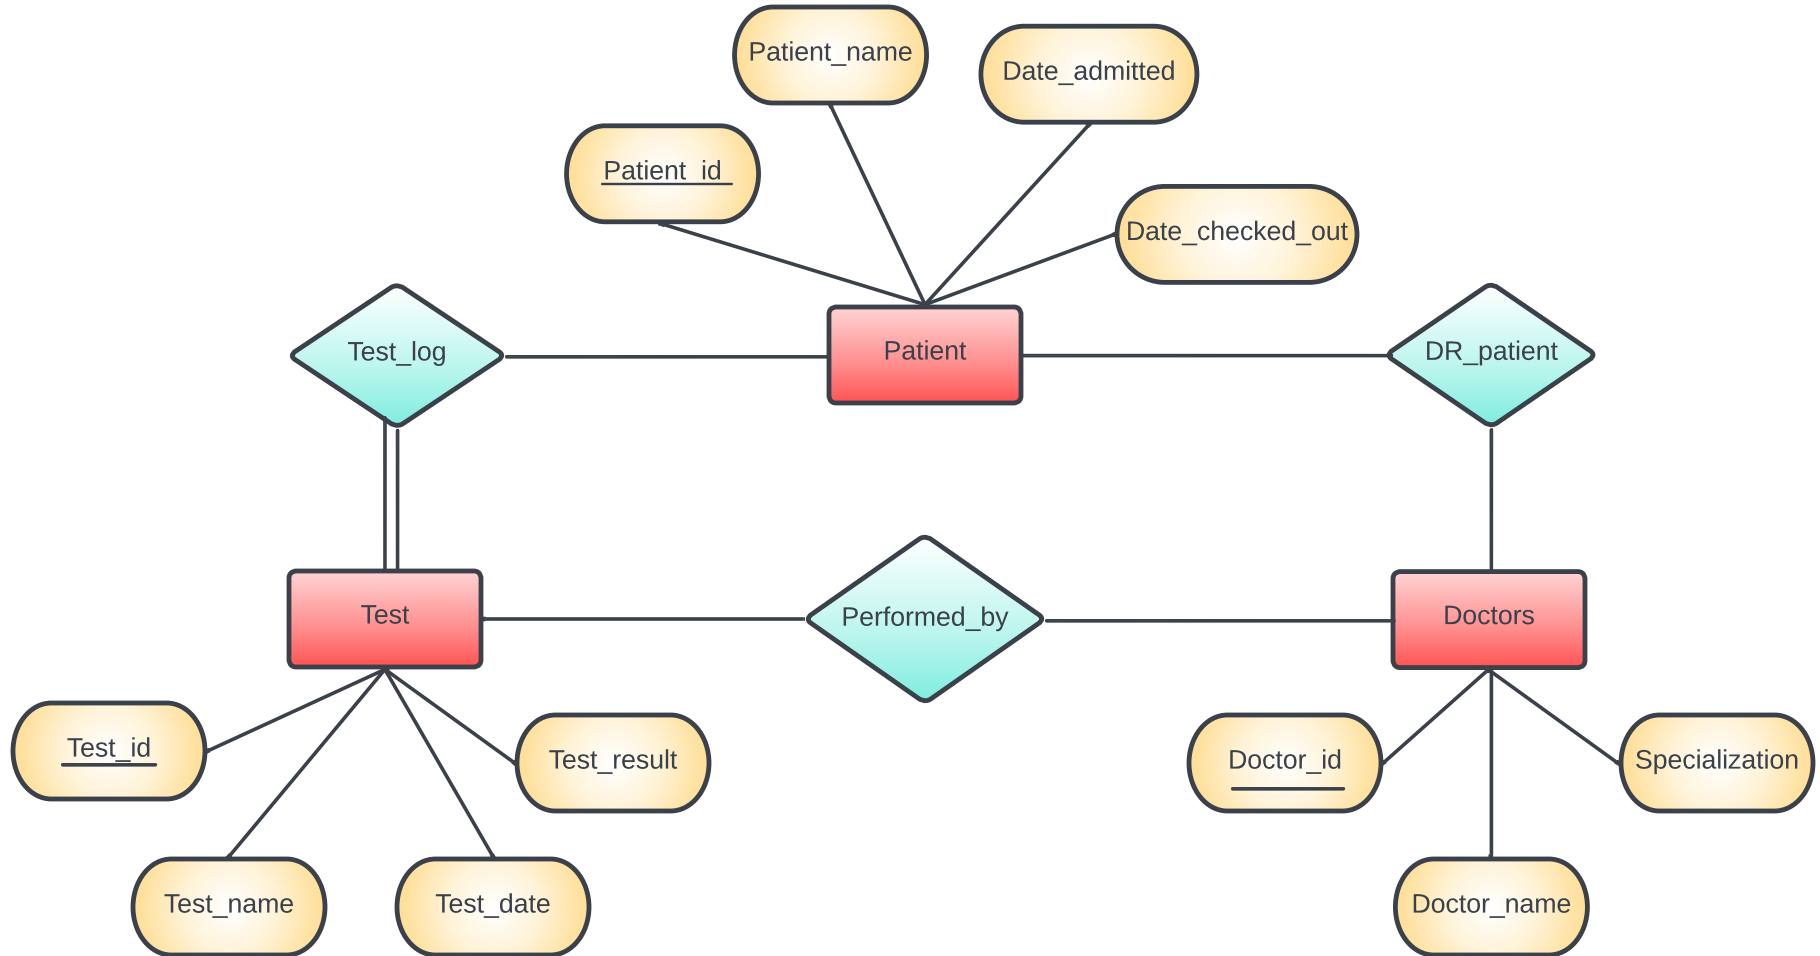 Patient_name
Date_admitted
Patient_id
Date_checked_out
Test_log
Patient
DR_patient
Test
Performed_by
Doctors
Test_id
Test_result
Doctor_id
Specialization
Test_name
Test_date
Doctor_name